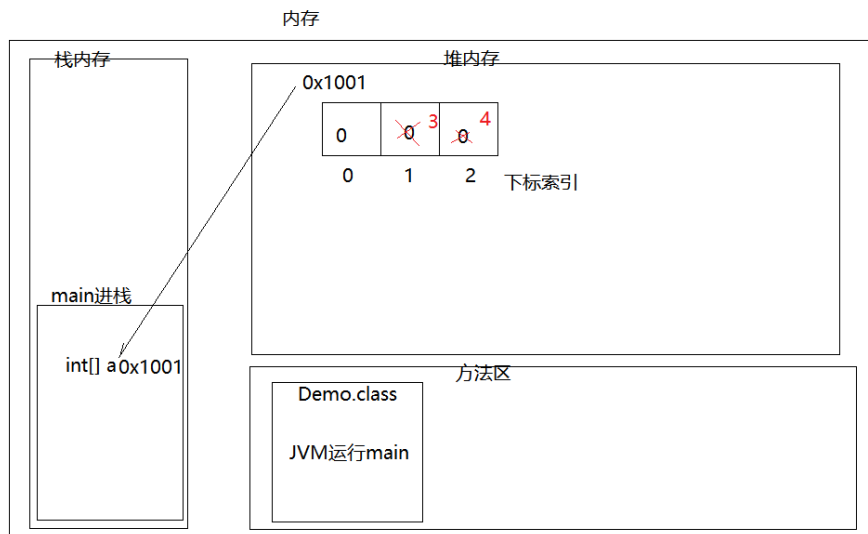 内存
栈内存
堆内存
0x1001
0 0 3 0 4
0 1 2 下标索引
main进栈
int[] a 0x1001
方法区
Demo.class
JVM运行main